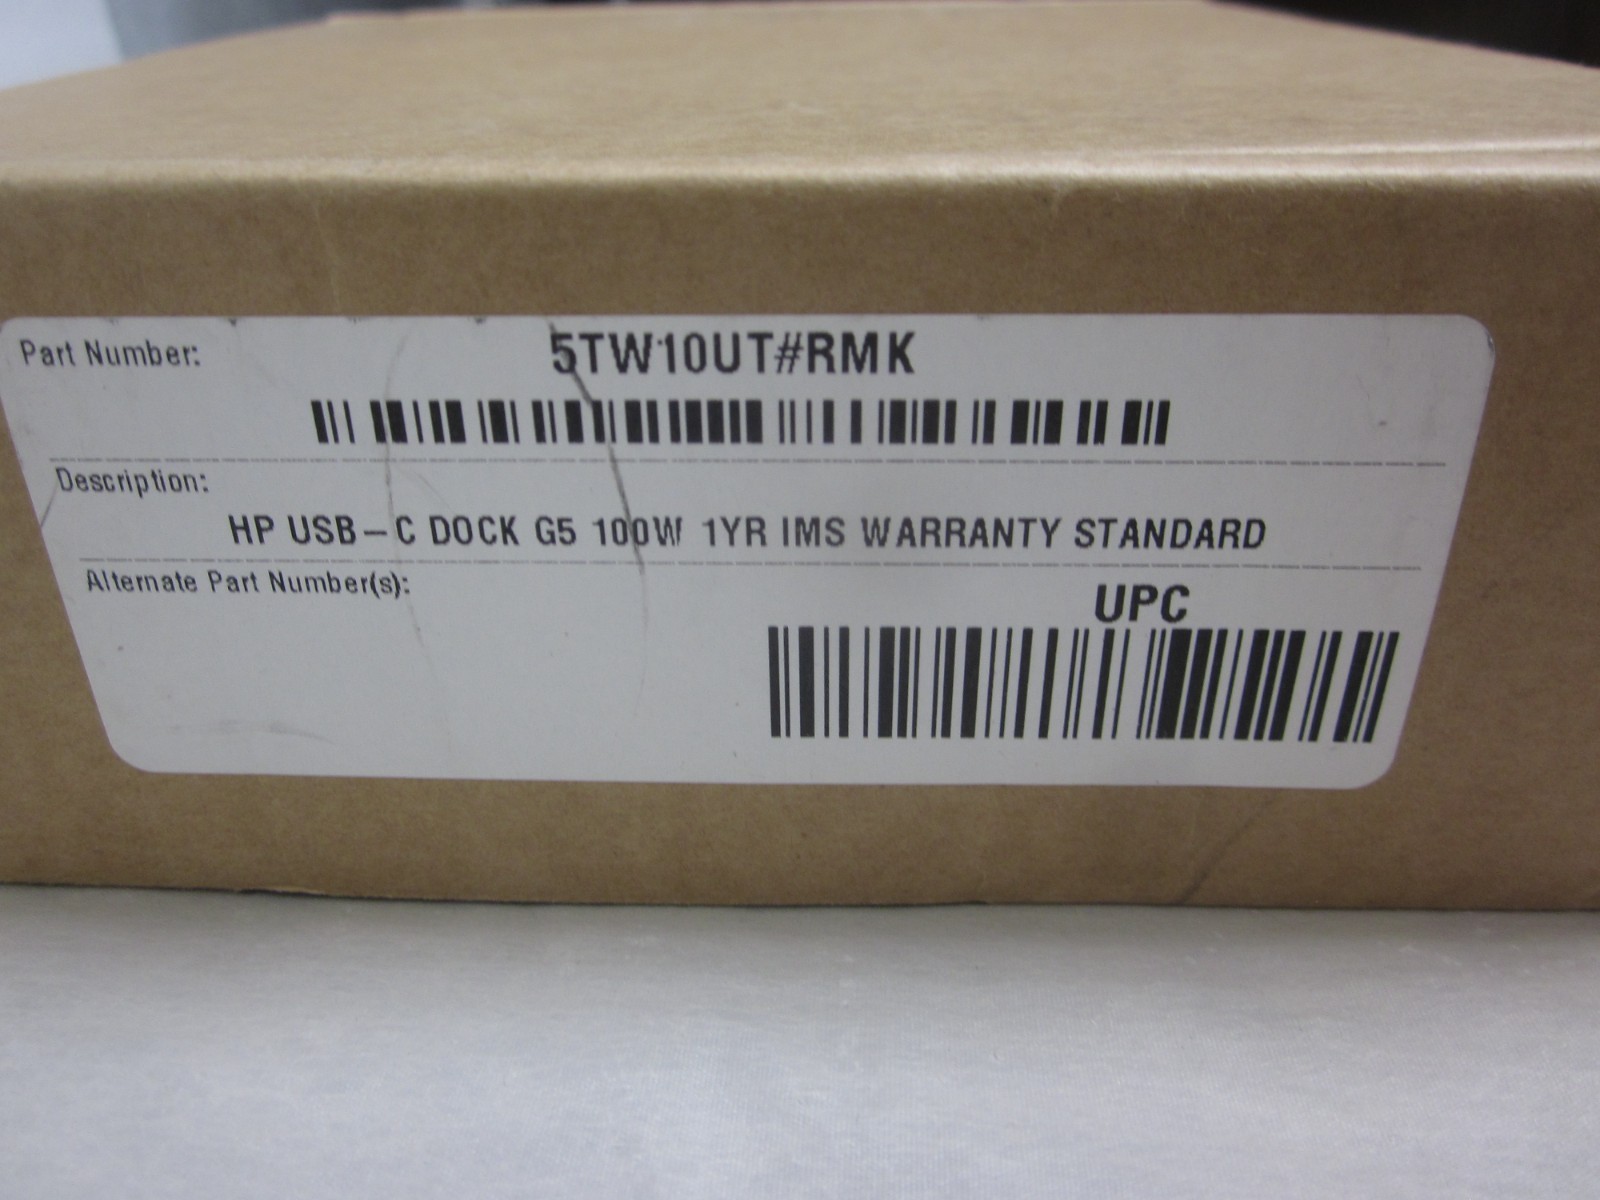 Part Number:
5TW10UT#RMK
Description:
HP USB-C DOCK G5 100W 1YR IMS WARRANTY STANDARD
Alternate Part Number(s):
UPC